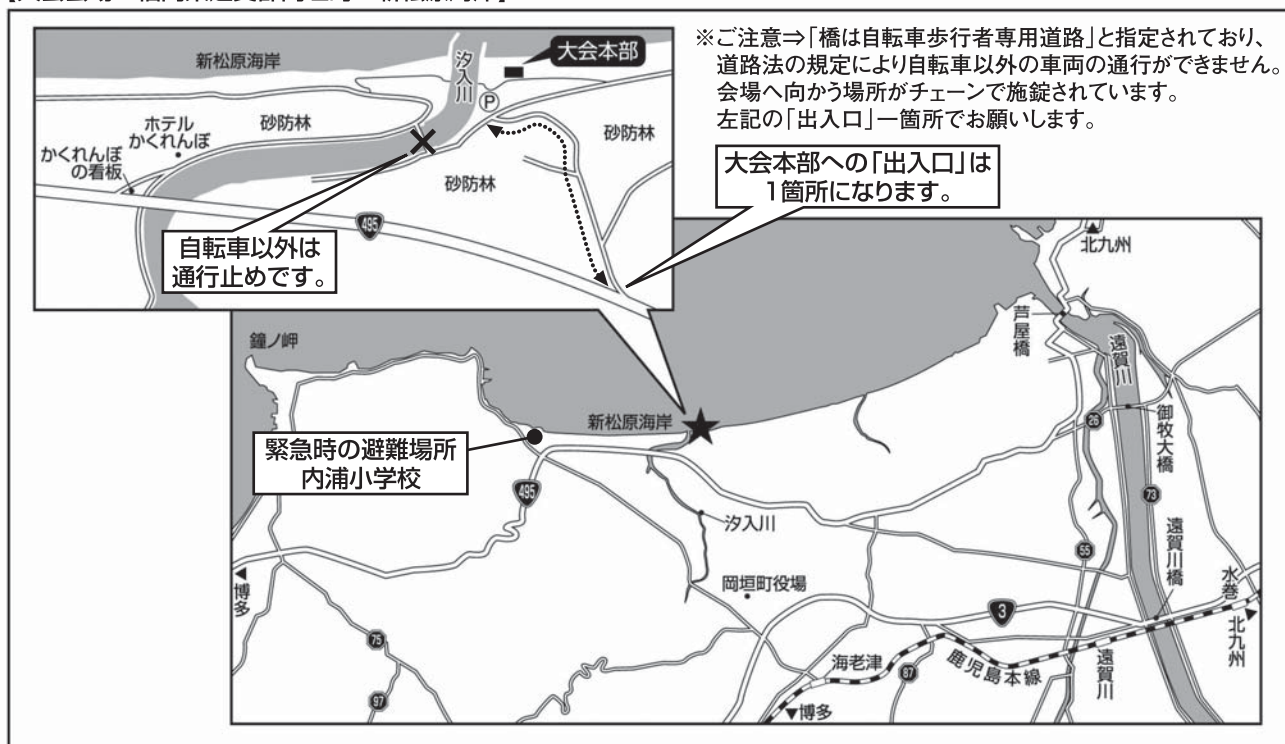 新松原海岸
汐入川
大会本部
P
砂防林
ホテル
かくれんぼ
かくれんぼ
の看板
砂防林
砂防林
495
自転車以外は
通行止めです。
※ご注意⇒「橋は自転車歩行者専用道路」と指定されており、
道路法の規定により自転車以外の車両の通行ができません。
会場へ向かう場所がチェーンで施錠されています。
左記の「出入口」一箇所でお願いします。
大会本部への「出入口」は
1箇所になります。
北九州
鐘ノ岬
芦屋橋
遠賀川
新松原海岸
26
御牧大橋
緊急時の避難場所
内浦小学校
495
73
汐入川
55
遠賀川橋
博多
岡垣町役場
水巻
3
北九州
75
海老津
鹿児島本線
遠賀川
87
97
博多